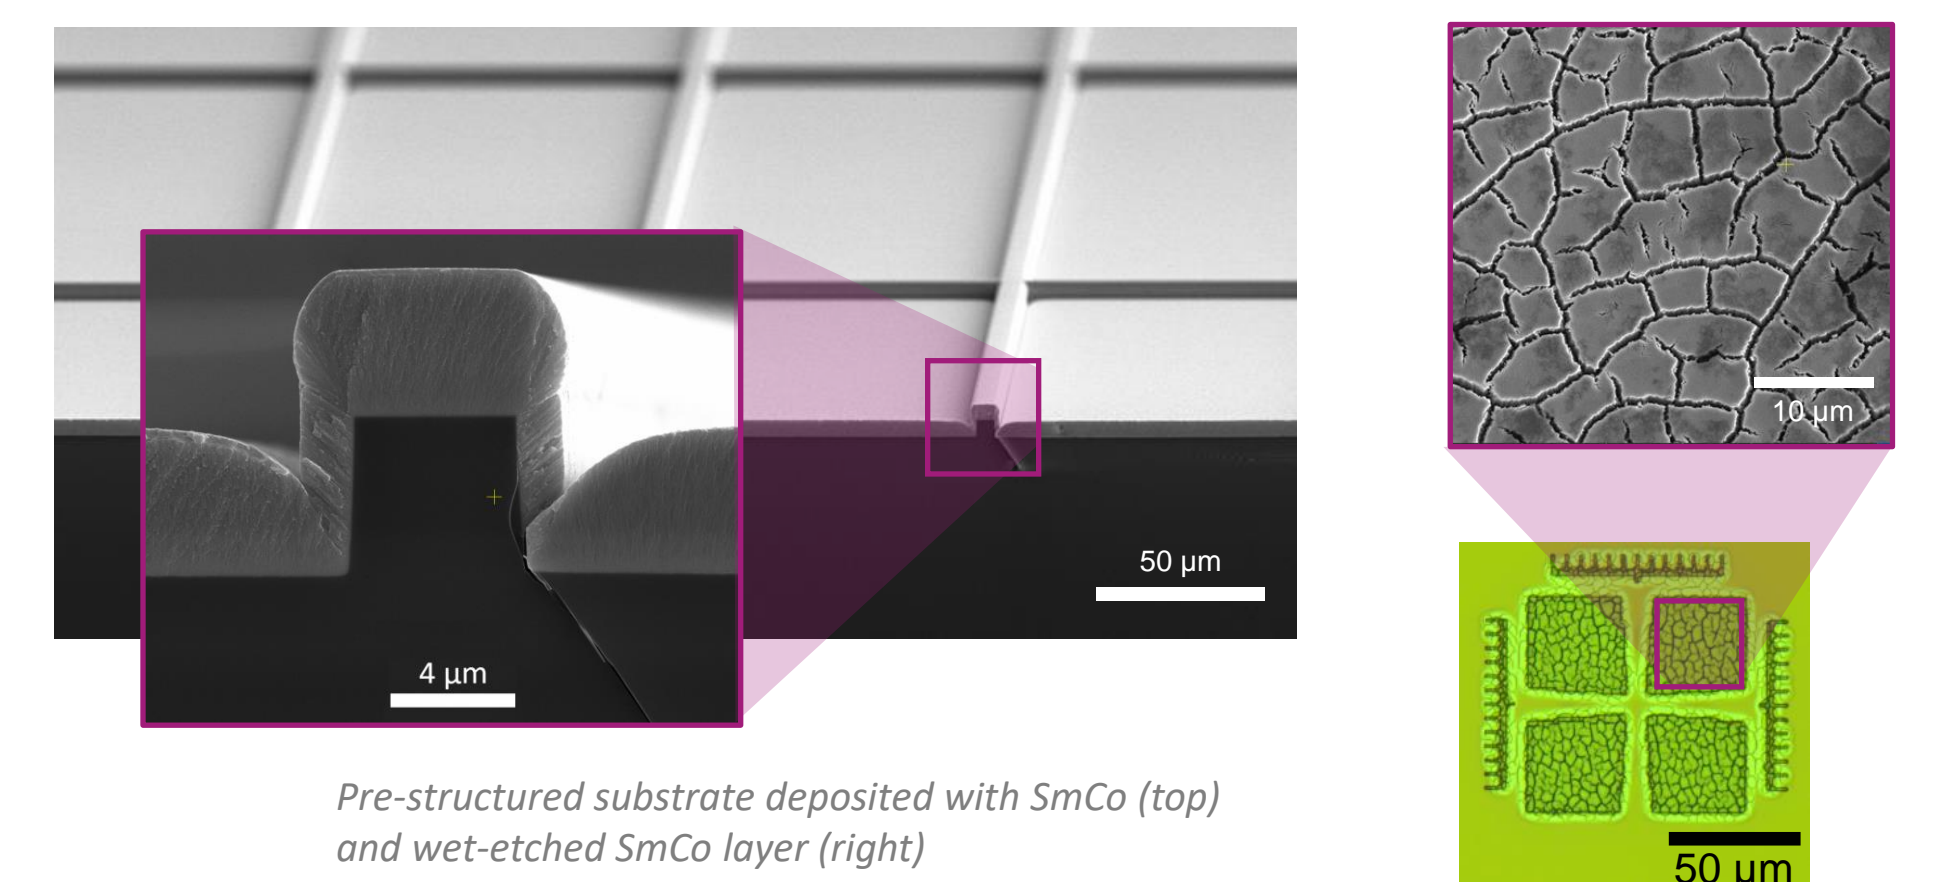 50 µm
4 µm
10 µm
50 µm
Pre-structured substrate deposited with SmCo (top)
and wet-etched SmCo layer (right)